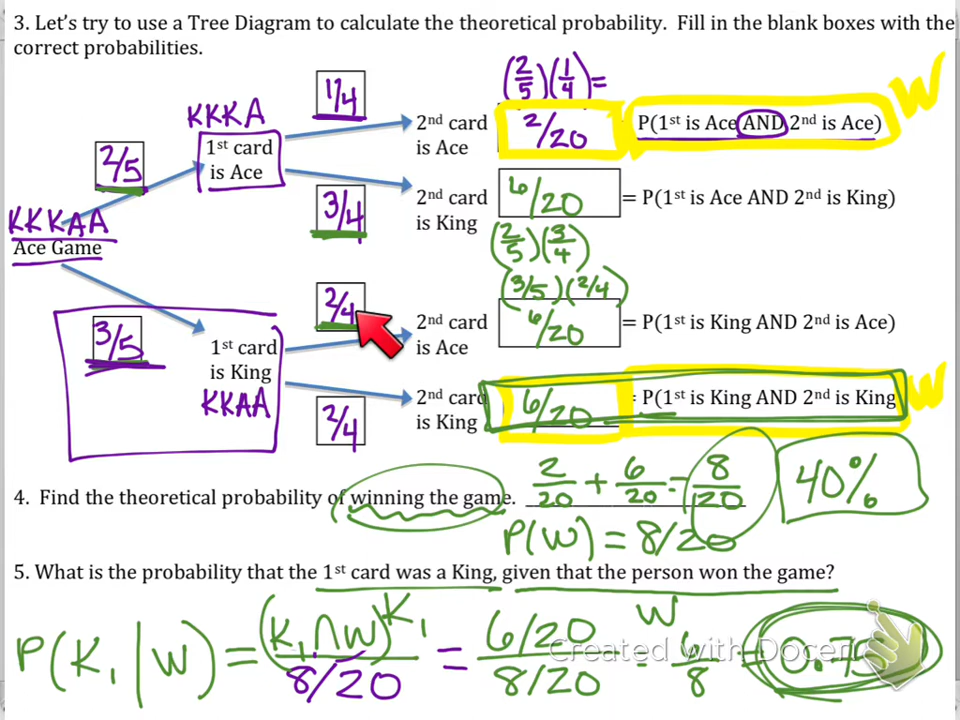 3. Let's try to use a Tree Diagram to calculate the theoretical probability. Fill in the blank boxes with the
correct probabilities.
(2/5)(1/4)=
W
1/4
KKKA
2nd card
is Ace
2/20
P(1st is Ace AND 2nd is Ace)
1st card
is Ace
2/5
3/4
2nd card
is King
6/20
= P(1st is Ace AND 2nd is King)
KKKAA
Ace Game
(2/5)(3/4)
(3/5)(2/4)
2/4
2nd card
is Ace
6/20
= P(1st is King AND 2nd is Ace)
3/5
1st card
is King
KKAA
2/4
2nd card
is King
6/20
= P(1st is King AND 2nd is King
W
4. Find the theoretical probability of winning the game.
2/20 + 6/20 = 8/20
40%
P(W) = 8/20
5. What is the probability that the 1st card was a King, given that the person won the game?
K1
W
P(K1|W) = (K1∩W) / 8/20 = 6/20 / 8/20 = 6/8 = 0.75
Created with Docer